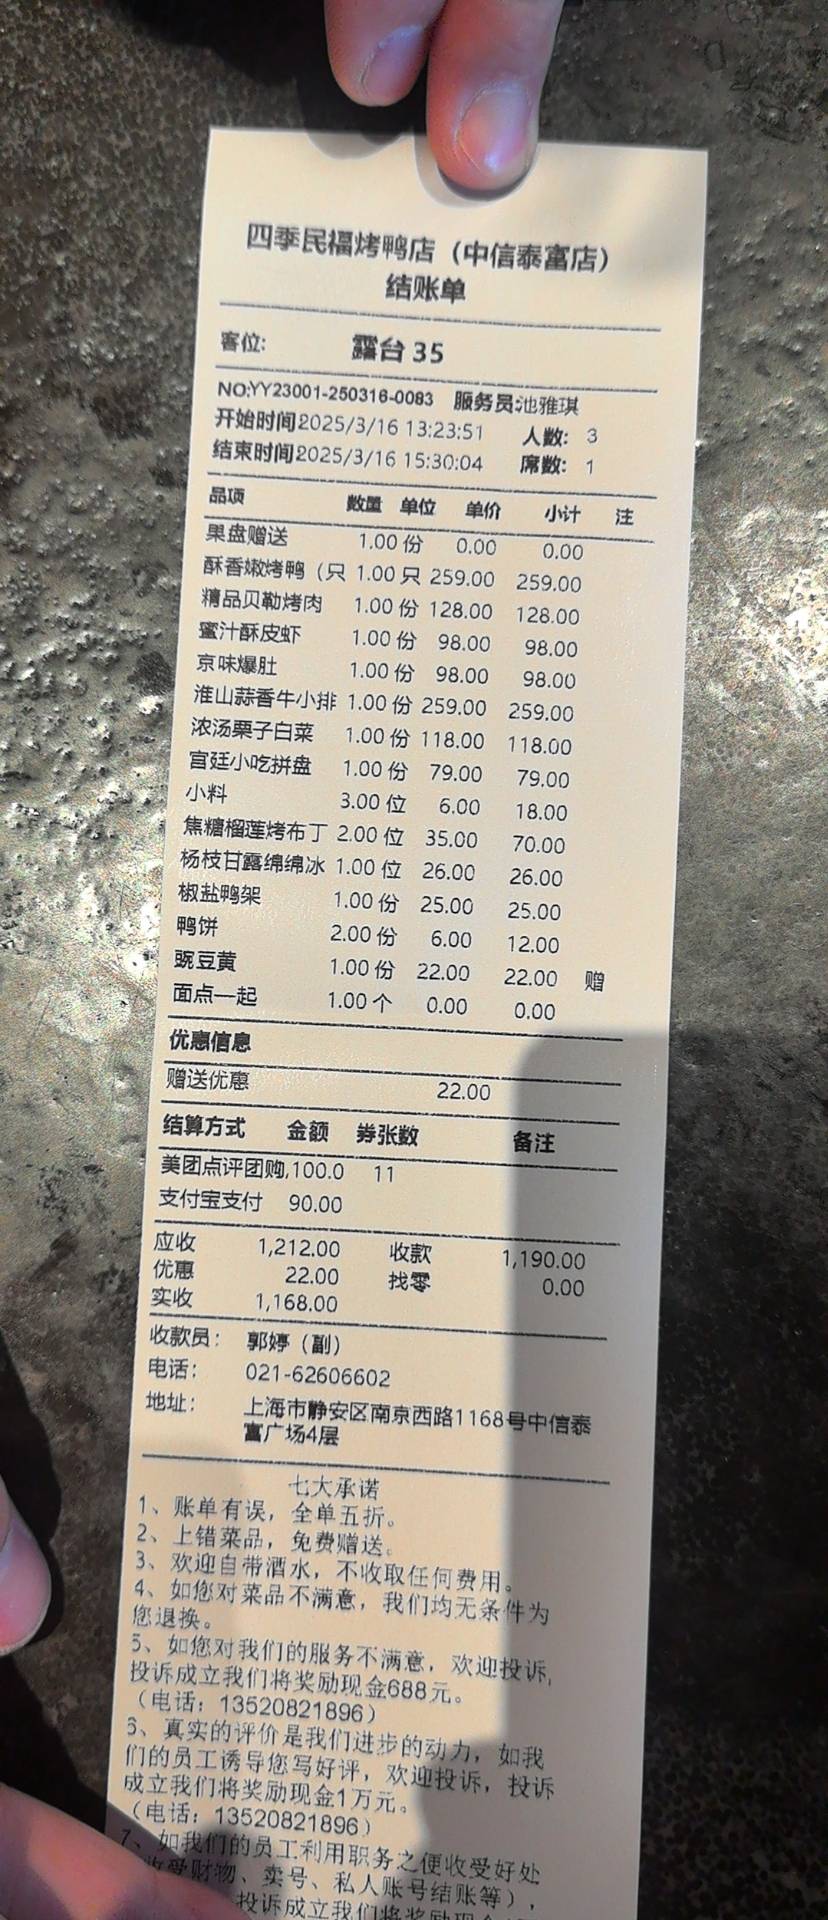 四季民福烤鸭店（中信泰富店）
结账单
客位: 露台 35
NO:YY23001-250316-0083 服务员:池雅琪
开始时间2025/3/16 13:23:51 人数: 3
结束时间2025/3/16 15:30:04 席数: 1
品项 数量 单位 单价 小计 注
果盘赠送 1.00 份 0.00 0.00
酥香嫩烤鸭（只 1.00 只 259.00 259.00
精品贝勒烤肉 1.00 份 128.00 128.00
蜜汁酥皮虾 1.00 份 98.00 98.00
京味爆肚 1.00 份 98.00 98.00
淮山蒜香牛小排 1.00 份 259.00 259.00
浓汤栗子白菜 1.00 份 118.00 118.00
宫廷小吃拼盘 1.00 份 79.00 79.00
小料 3.00 位 6.00 18.00
焦糖榴莲烤布丁 2.00 位 35.00 70.00
杨枝甘露绵绵冰 1.00 位 26.00 26.00
椒盐鸭架 1.00 份 25.00 25.00
鸭饼 2.00 份 6.00 12.00
豌豆黄 1.00 份 22.00 22.00 赠
面点一起 1.00 个 0.00 0.00
优惠信息
赠送优惠 22.00
结算方式 金额 券张数 备注
美团点评团购,100.0 11
支付宝支付 90.00
应收 1,212.00 收款 1,190.00
优惠 22.00 找零 0.00
实收 1,168.00
收款员: 郭婷（副）
电话: 021-62606602
地址: 上海市静安区南京西路1168号中信泰
富广场4层
七大承诺
1、账单有误，全单五折。
2、上错菜品，免费赠送。
3、欢迎自带酒水，不收取任何费用。
4、如您对菜品不满意，我们均无条件为
您退换。
5、如您对我们的服务不满意，欢迎投诉,
投诉成立我们将奖励现金688元。
（电话：13520821896）
6、真实的评价是我们进步的动力，如我
们的员工诱导您写好评，欢迎投诉，投诉
成立我们将奖励现金1万元。
（电话：13520821896）
7、如我们的员工利用职务之便收受好处
收受财物、卖号、私人账号结账等），
投诉成立我们将奖励现金